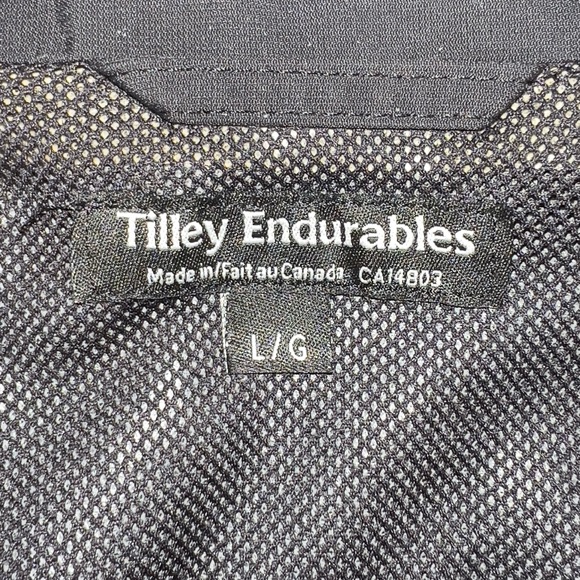 Tilley Endurables
Made in/Fait au Canada CA14803
L/G